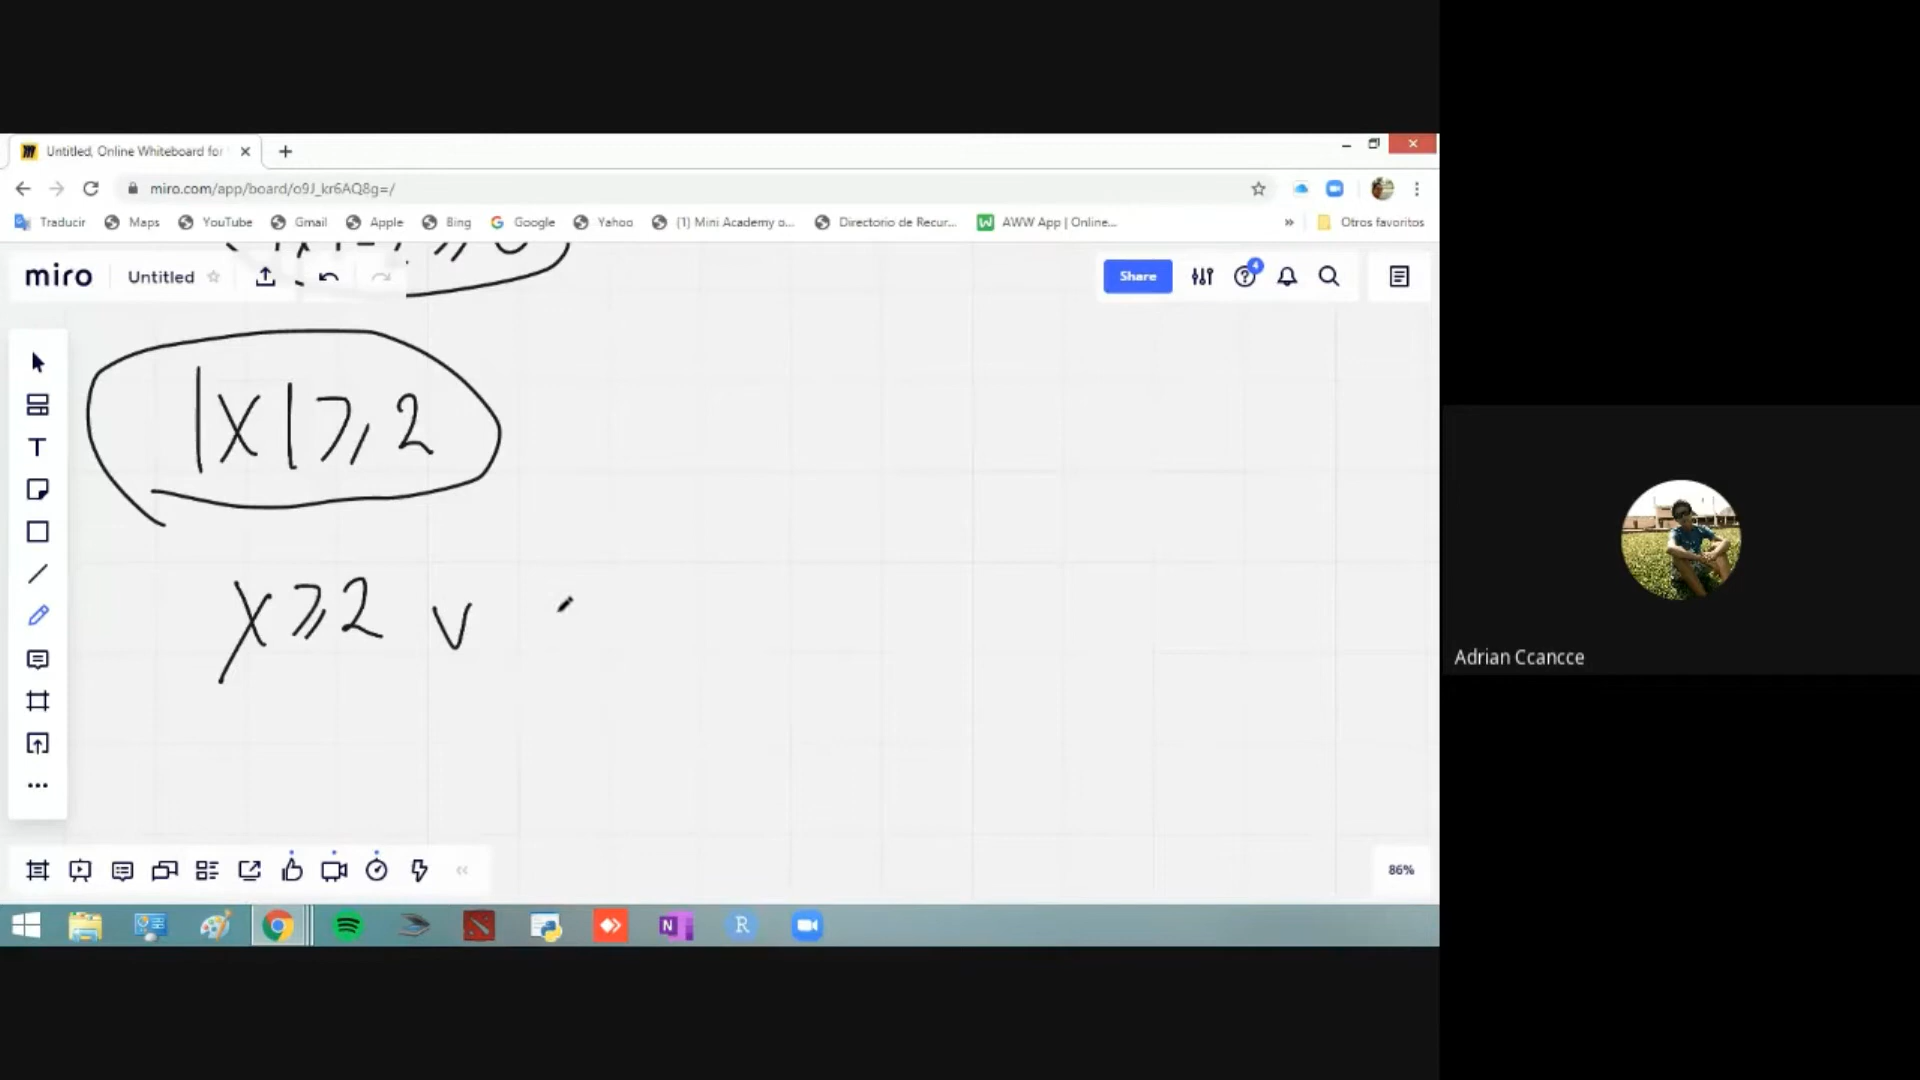 Untitled, Online Whiteboard for
miro.com/app/board/o9J_kr6AQ8g=/
Traducir Maps YouTube Gmail Apple Bing Google Yahoo (1) Mini Academy o... Directorio de Recur... AWW App | Online... » Otros favoritos
miro Untitled Share 4
|x| ⩾ 2
x ⩾ 2 v
Adrian Ccancce
86%